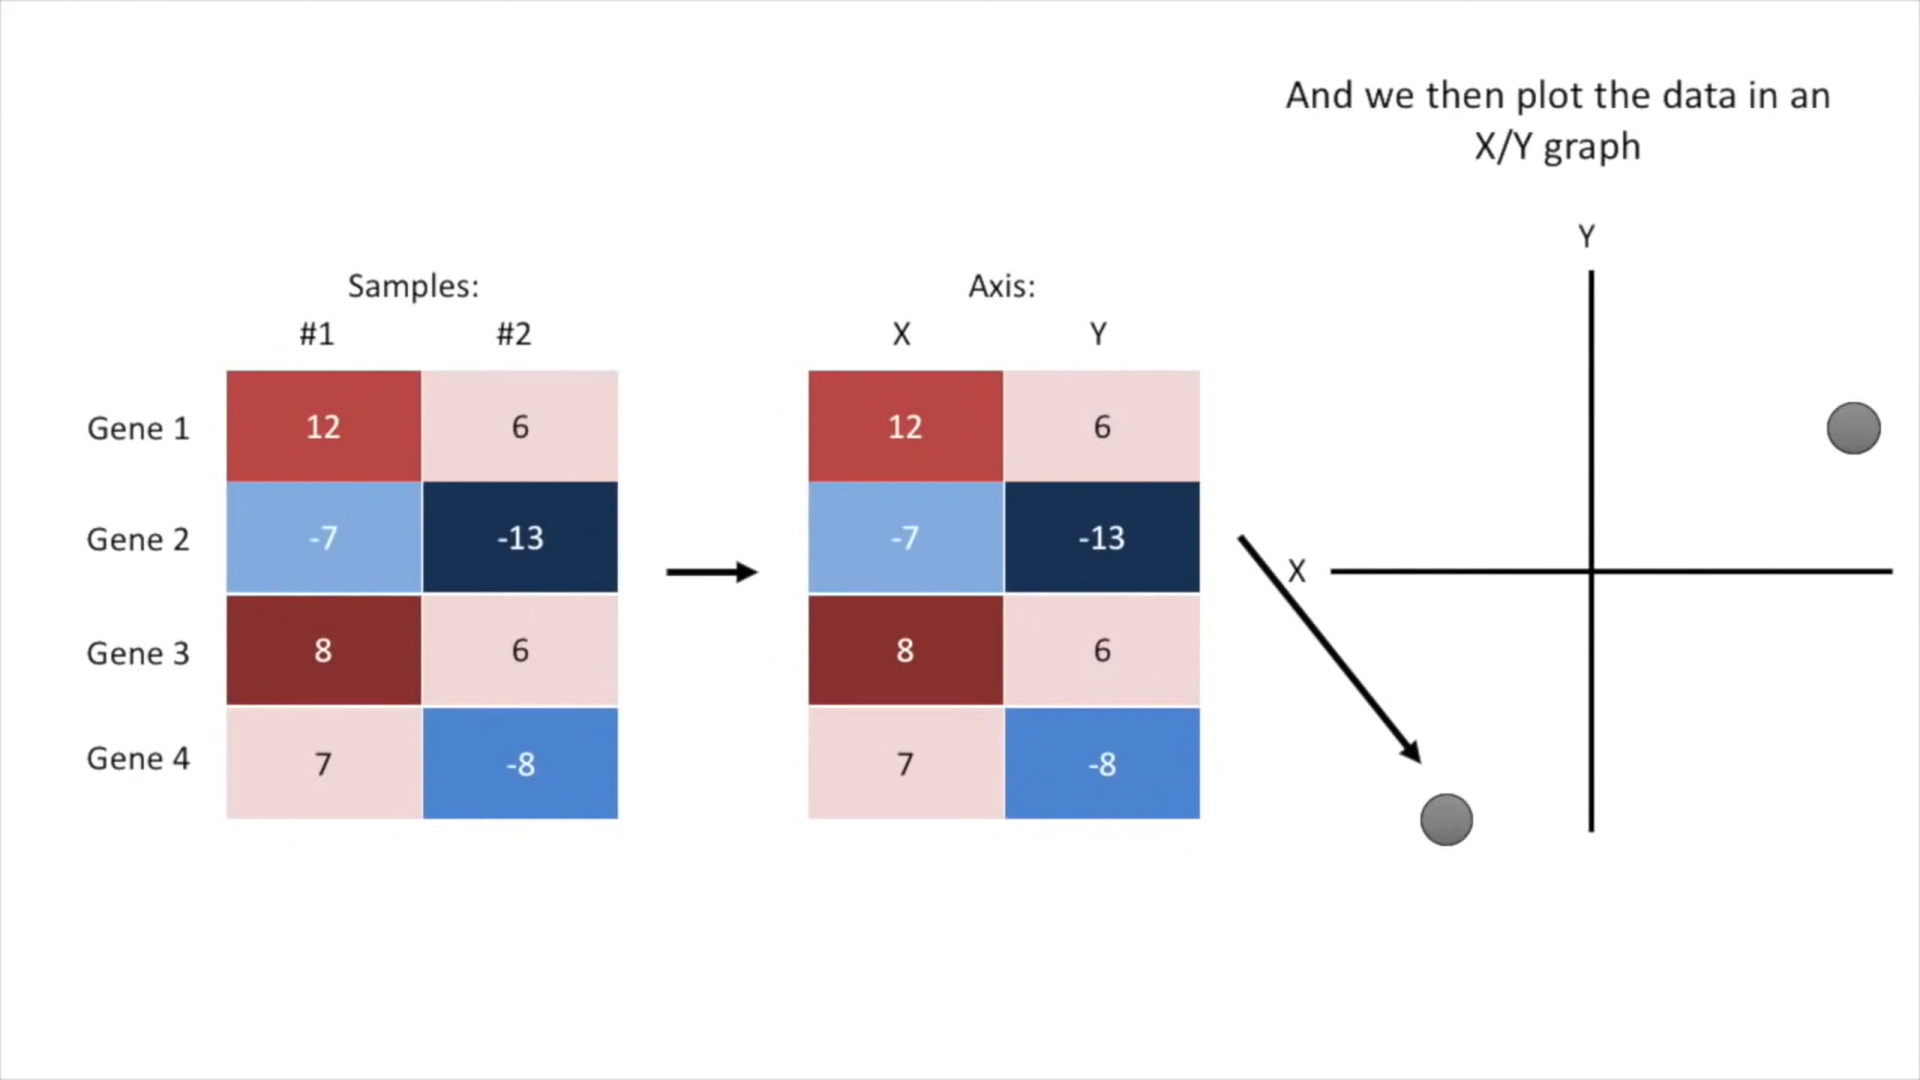 And we then plot the data in an
X/Y graph
Y
Samples:
Axis:
#1 #2
X Y
Gene 1 12 6 12 6
Gene 2 -7 -13 -7 -13
X
Gene 3 8 6 8 6
Gene 4 7 -8 7 -8